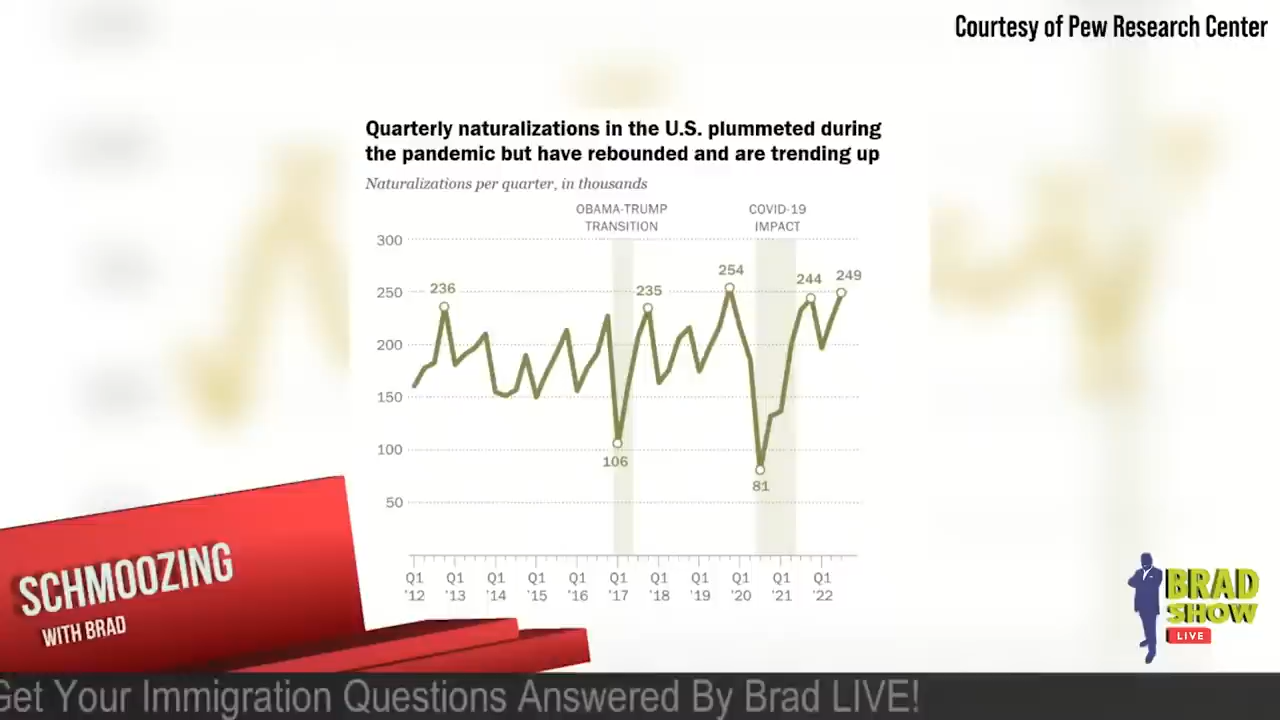 Courtesy of Pew Research Center
Quarterly naturalizations in the U.S. plummeted during
the pandemic but have rebounded and are trending up
Naturalizations per quarter, in thousands
OBAMA-TRUMP
TRANSITION
COVID-19
IMPACT
300
250
200
150
100
50
236
106
235
254
81
244
249
Q1 Q1 Q1 Q1 Q1 Q1 Q1 Q1 Q1 Q1 Q1
'12 '13 '14 '15 '16 '17 '18 '19 '20 '21 '22
SCHMOOZING
WITH BRAD
BRAD
SHOW
LIVE
Get Your Immigration Questions Answered By Brad LIVE!